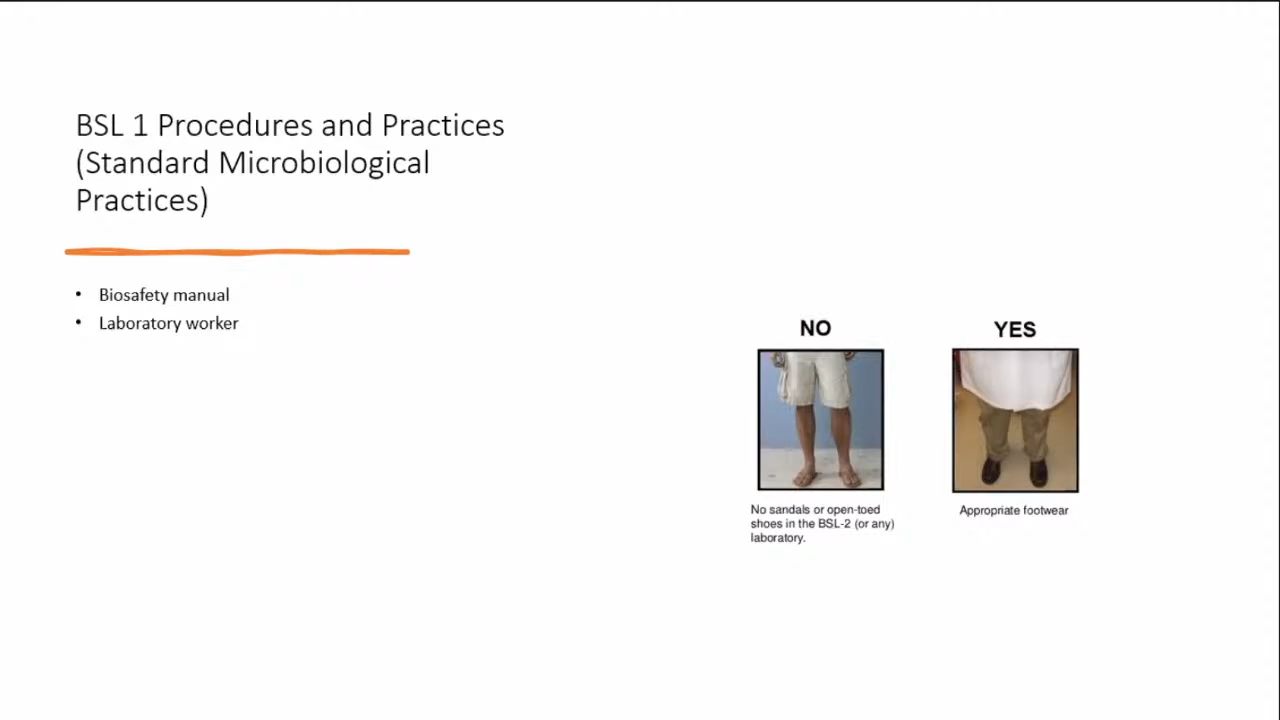 BSL 1 Procedures and Practices
(Standard Microbiological
Practices)
• Biosafety manual
• Laboratory worker
NO
YES
No sandals or open-toed
shoes in the BSL-2 (or any)
laboratory.
Appropriate footwear